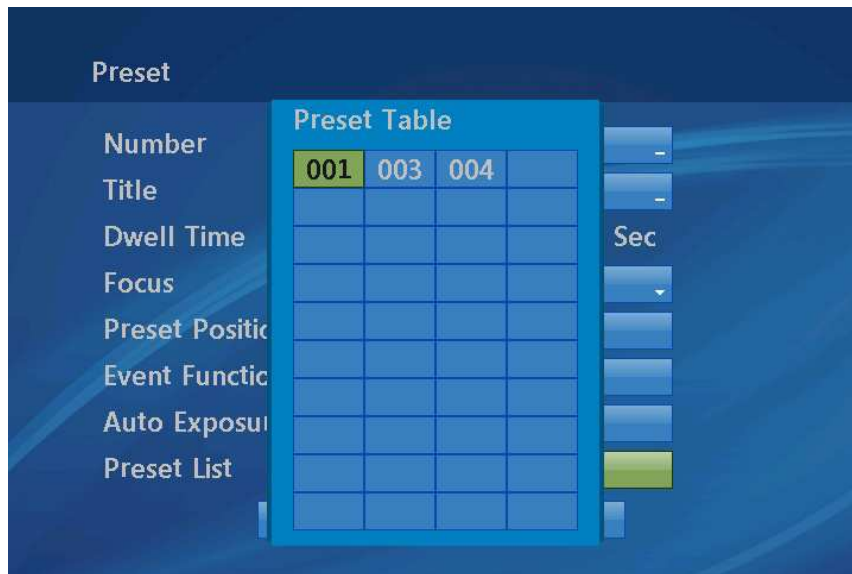 Preset
Preset Table
001 003 004
Number
Title
Dwell Time Sec
Focus
Preset Positic
Event Functic
Auto Exposu
Preset List